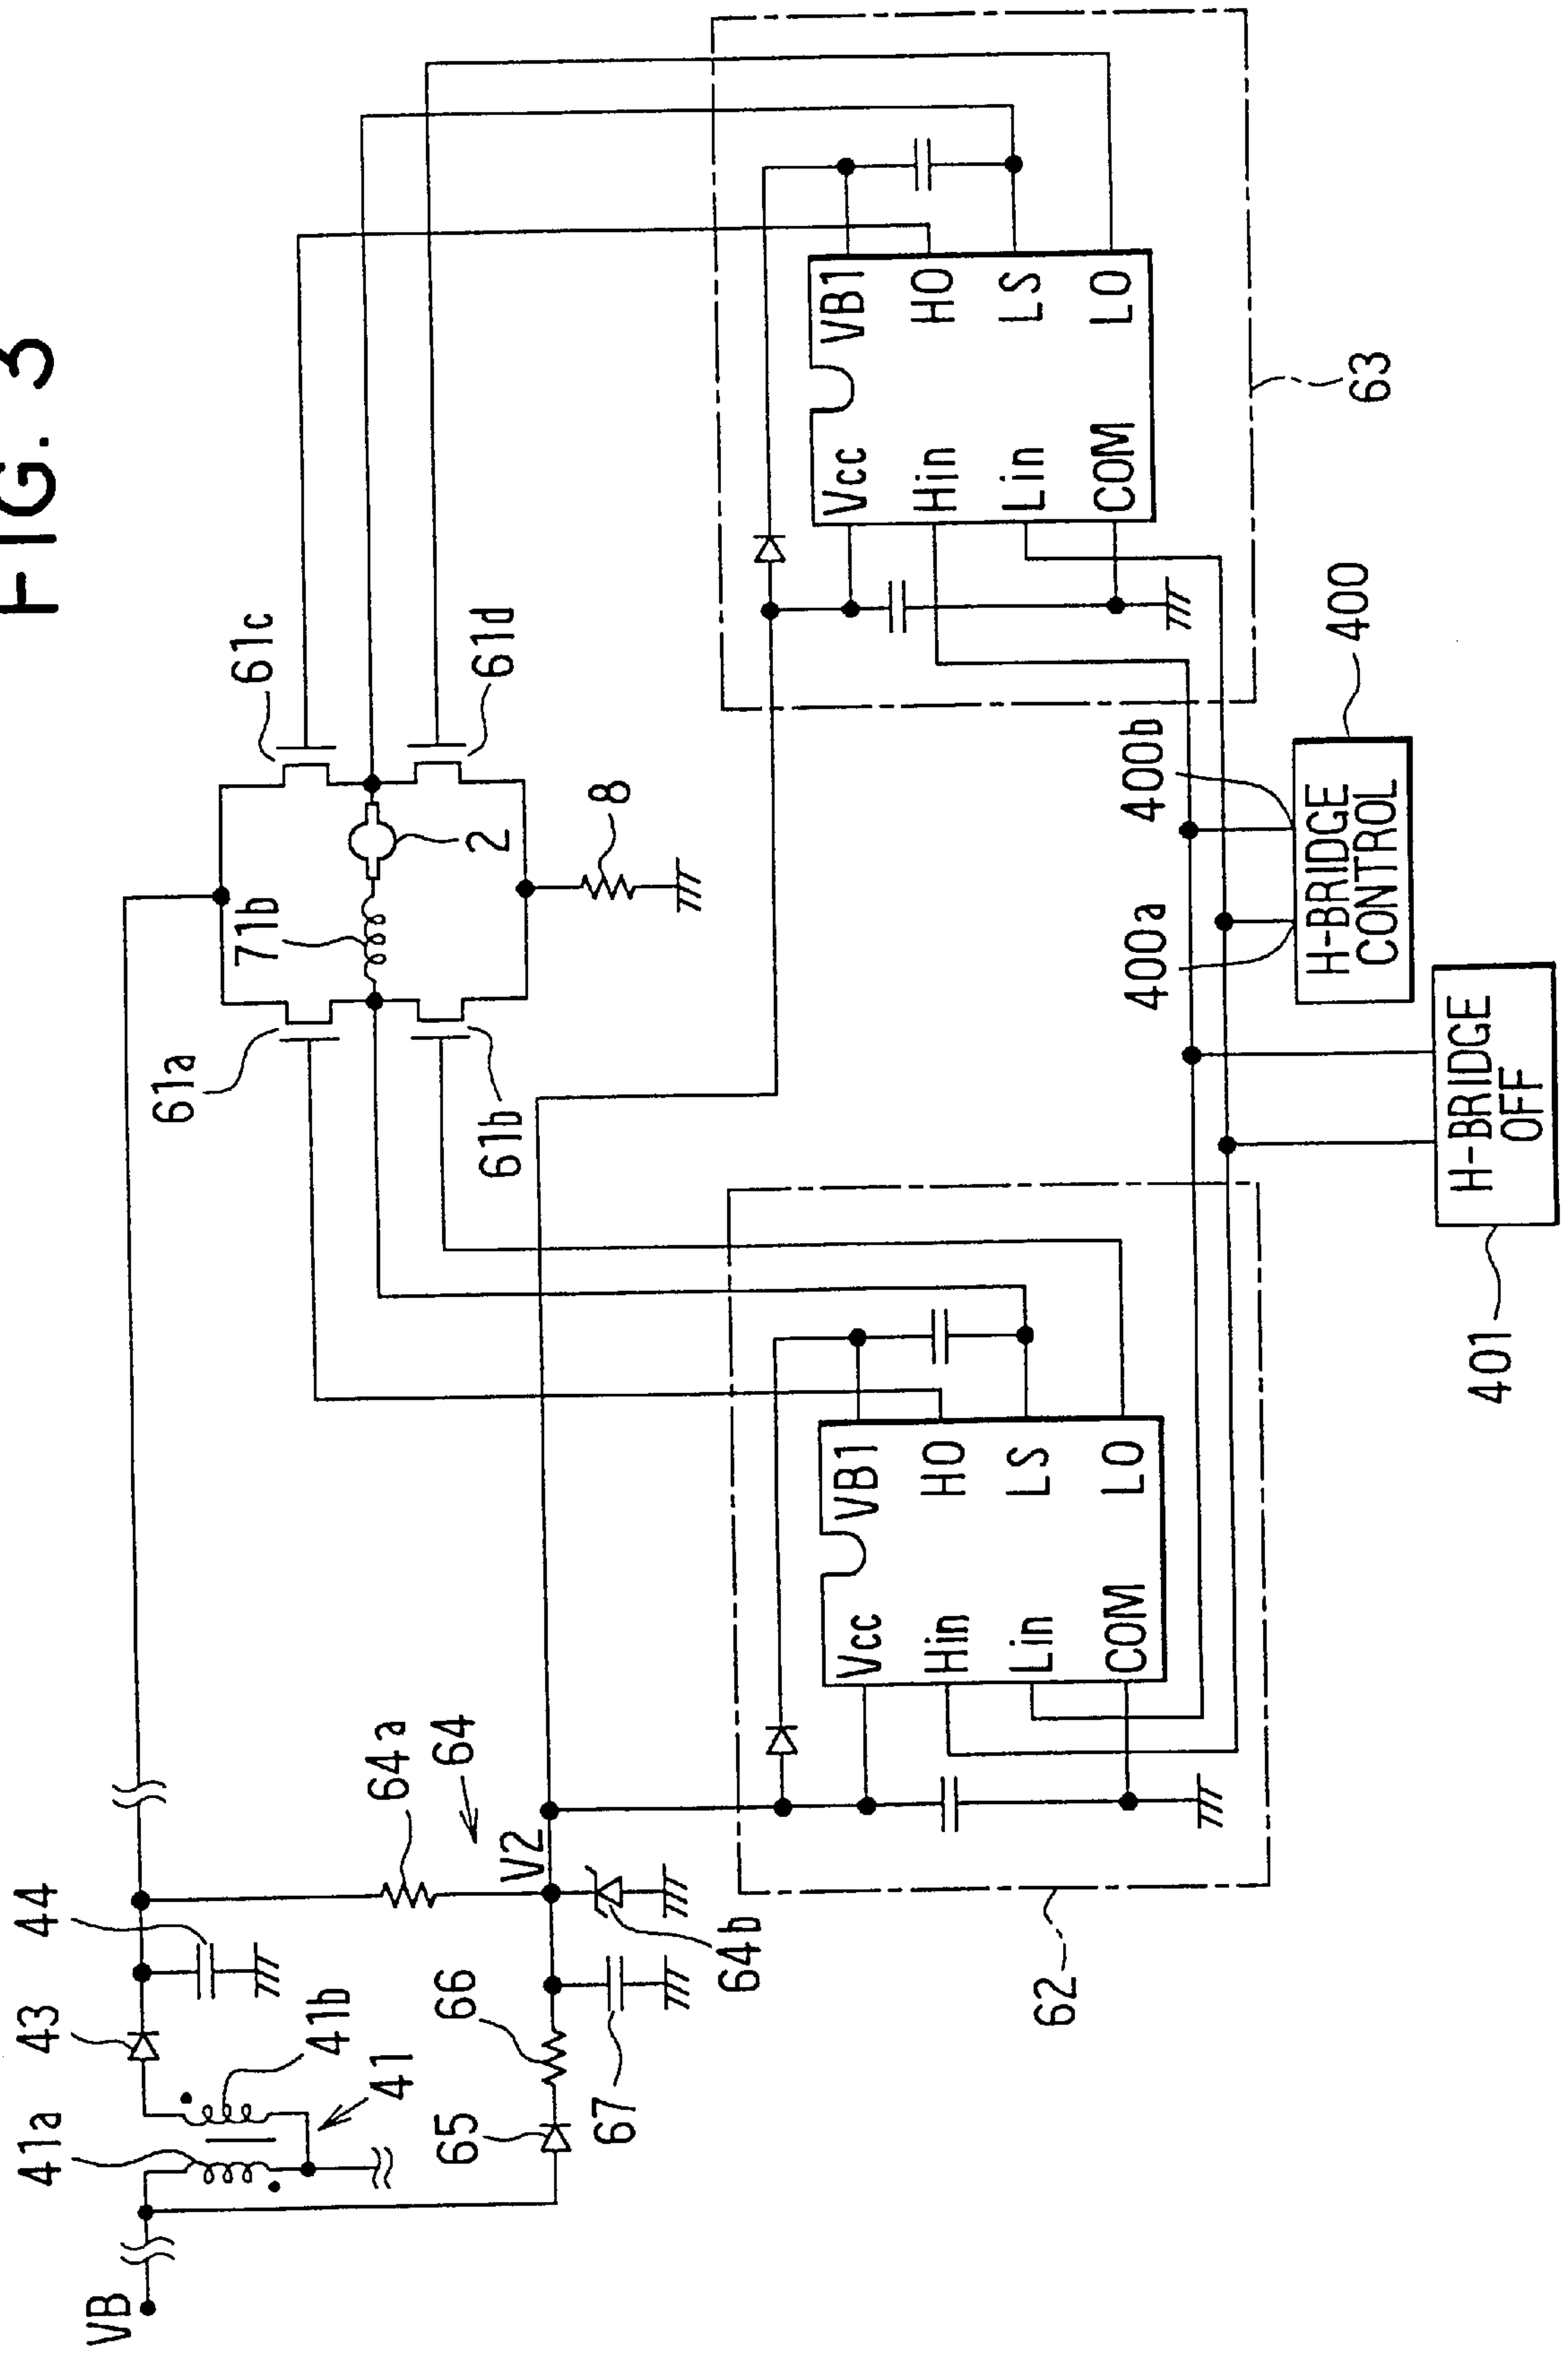 FIG. 3
VB
41a
41b
41
43
44
65
66
67
64a
64
64b
V2
61a
61b
71b
2
61c
61d
8
62
Vcc
Hin
Lin
COM
VB1
HO
LS
LO
63
Vcc
Hin
Lin
COM
VB1
HO
LS
LO
400a
400b
400
H-BRIDGE
CONTROL
401
H-BRIDGE
OFF